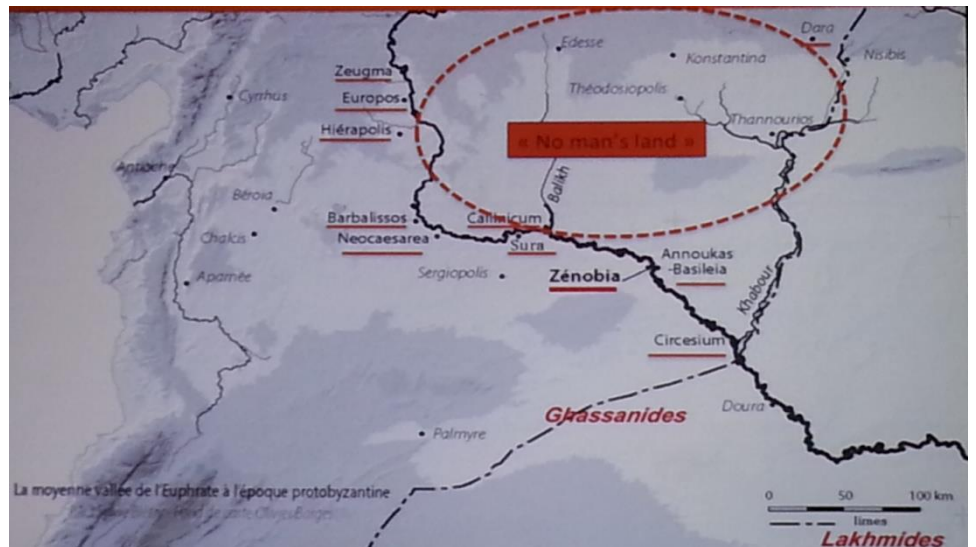 Dara
Edesse
Konstantina
Nisibis
Zeugma
Cyrrhus
Europos
Théodosiopolis
Thannourios
Hiérapolis
« No man's land »
Antioche
Balikh
Béroia
Barbalissos
Callinicum
Chalcis
Neocaesarea
Sura
Annoukas
-Basileia
Apamée
Sergiopolis
Zénobia
Khabour
Circesium
Ghassanides
Doura
Palmyre
La moyenne vallée de l'Euphrate à l'époque protobyzantine
0 50 100 km
limes
Lakhmides